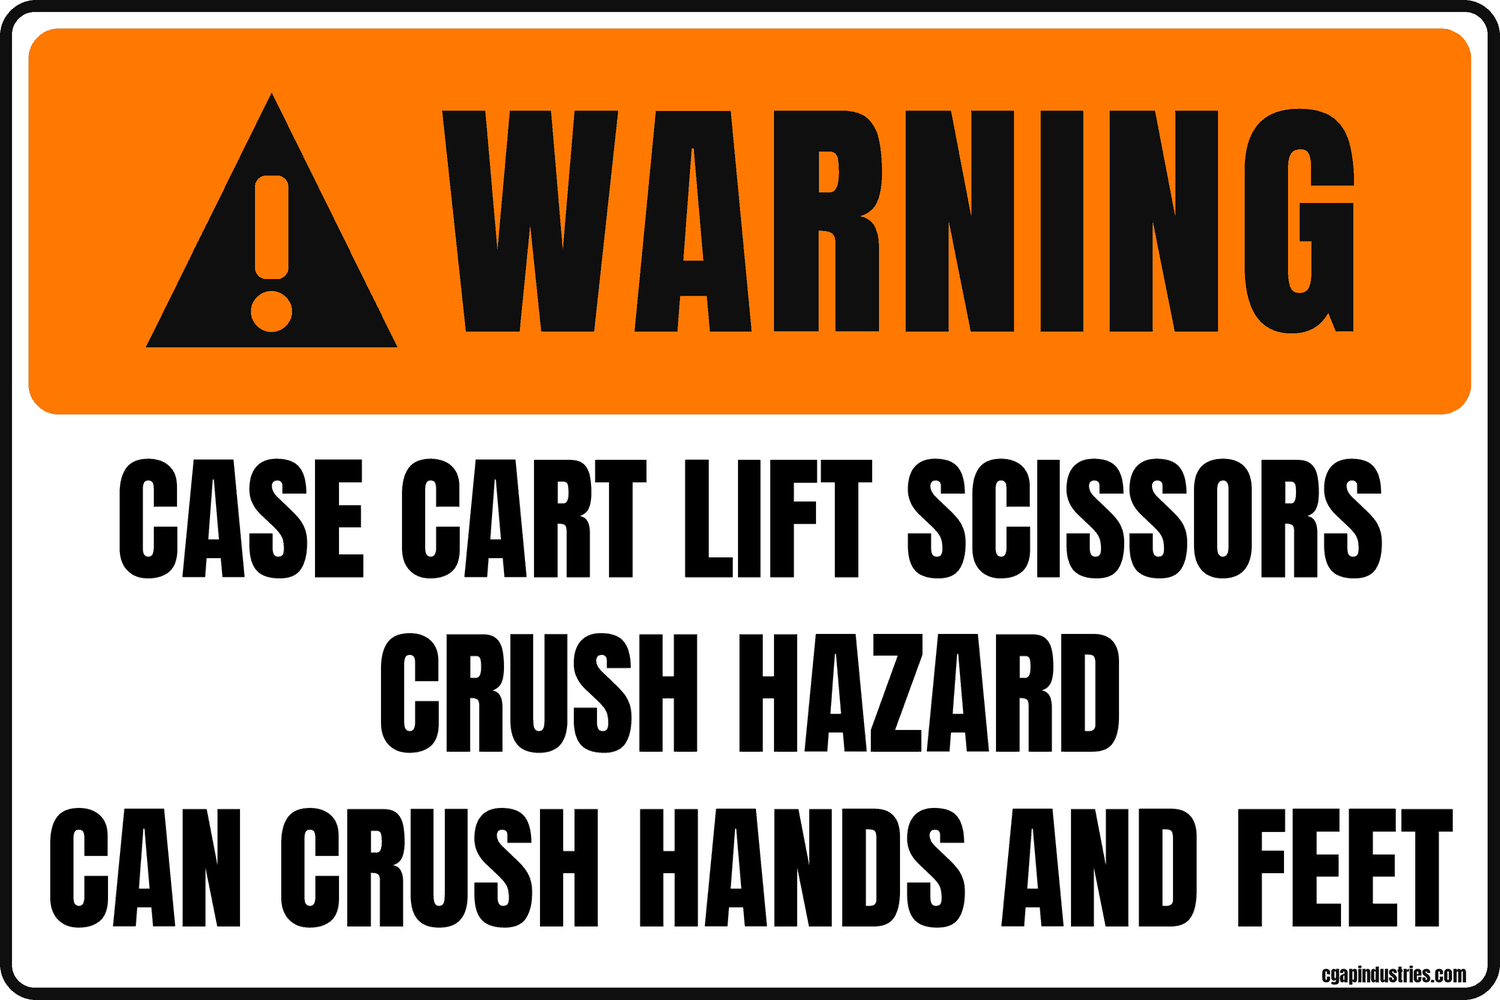 WARNING
CASE CART LIFT SCISSORS
CRUSH HAZARD
CAN CRUSH HANDS AND FEET
cgapindustries.com